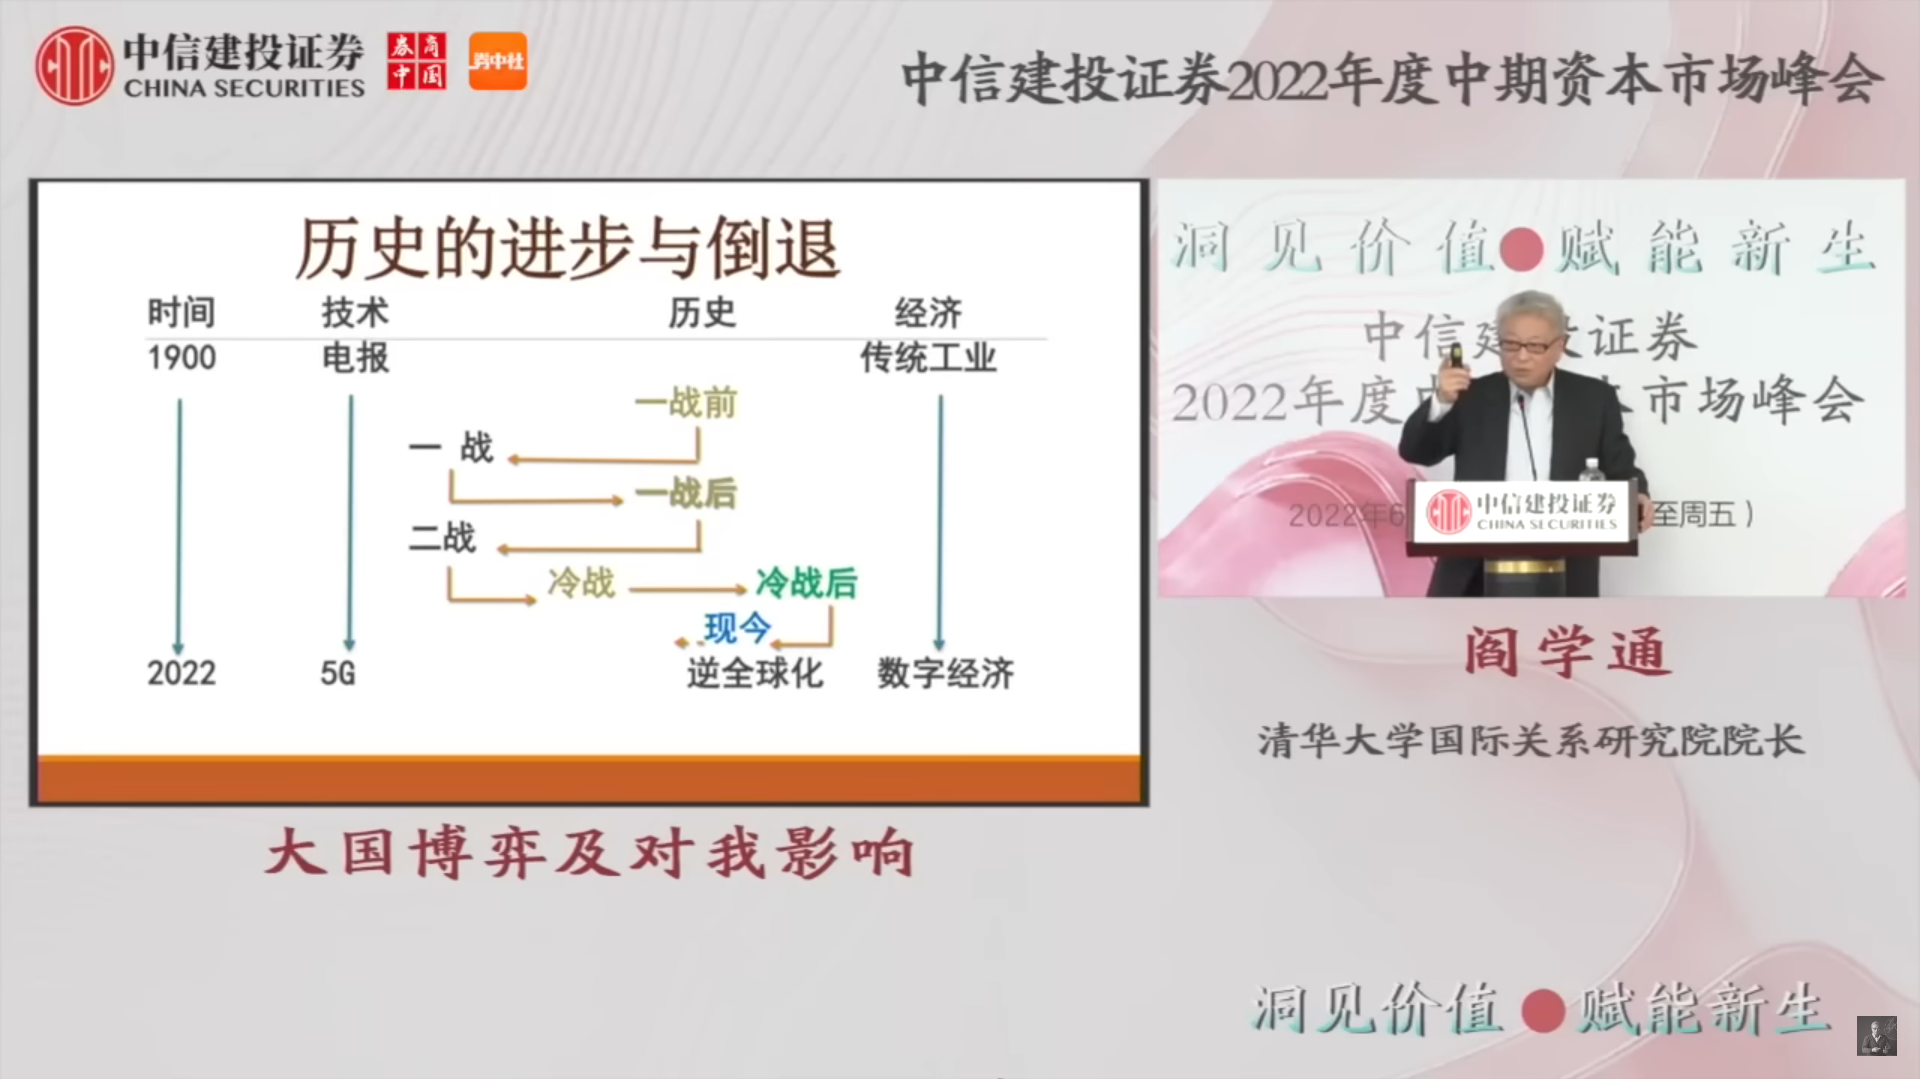 中信建投证券
CHINA SECURITIES
券商
中国
券中社
中信建投证券2022年度中期资本市场峰会
历史的进步与倒退
时间 技术 历史 经济
1900 电报 传统工业
一战前
一 战
一战后
二战
冷战 冷战后
现今
2022 5G 逆全球化 数字经济
洞见价值●赋能新生
中信建投证券
2022年度 本市场峰会
2022年6 至周五）
中信建投证券
CHINA SECURITIES
阎学通
清华大学国际关系研究院院长
大国博弈及对我影响
洞见价值●赋能新生